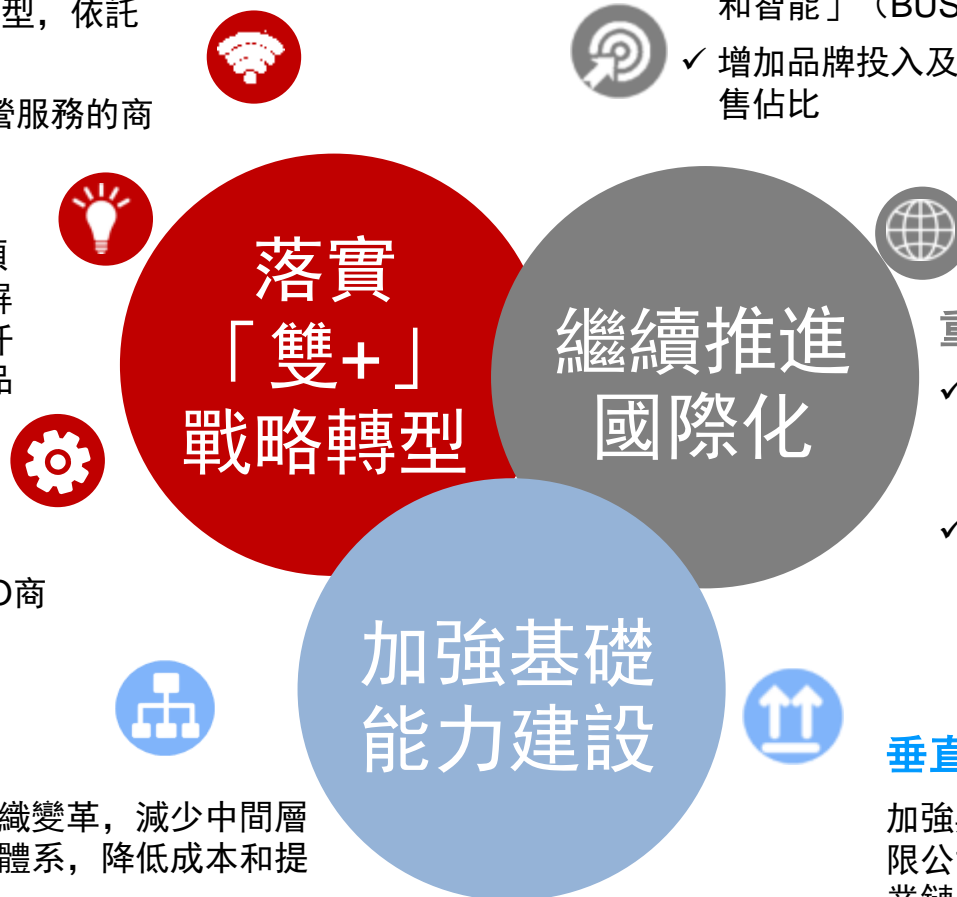 型，依託
營服務的商
和智能」（BUS
✓ 增加品牌投入及
售佔比
落實
「雙+」
戰略轉型
繼續推進
國際化
品
商
加強基礎
能力建設
織變革，減少中間層
體系，降低成本和提
垂直
加強
限公